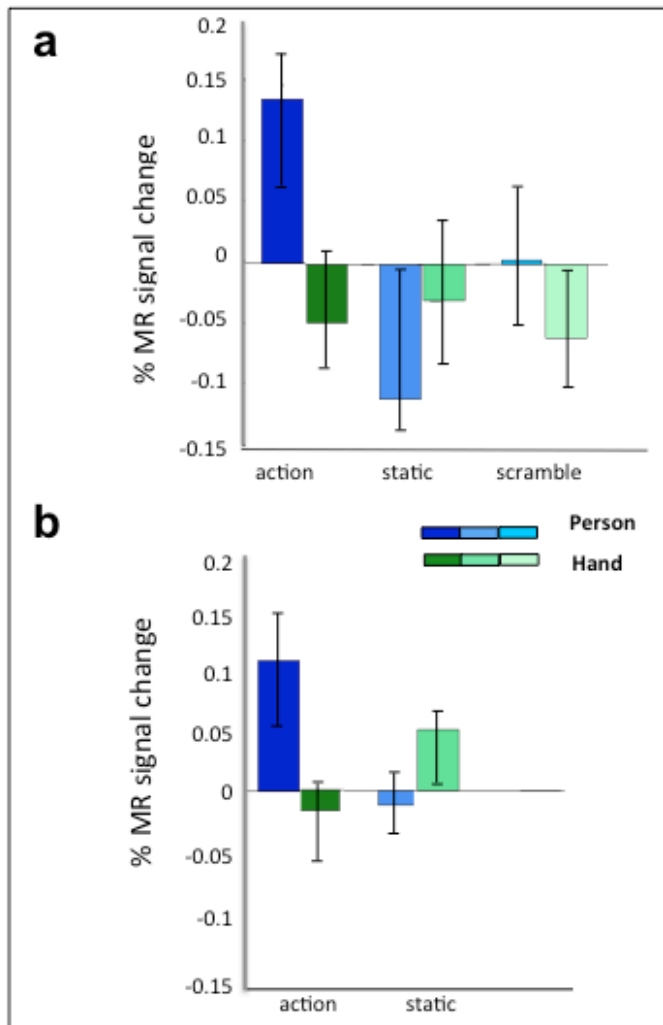 a
% MR signal change
0.2
0.15
0.1
0.05
0
-0.05
-0.1
-0.15
action static scramble
b
Person
Hand
% MR signal change
0.2
0.15
0.1
0.05
0
-0.05
-0.1
-0.15
action static